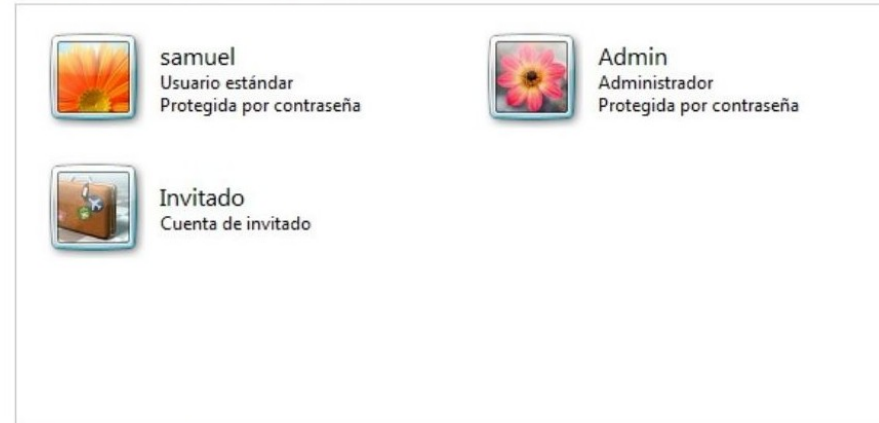 samuel
Usuario estándar
Protegida por contraseña
Admin
Administrador
Protegida por contraseña
Invitado
Cuenta de invitado